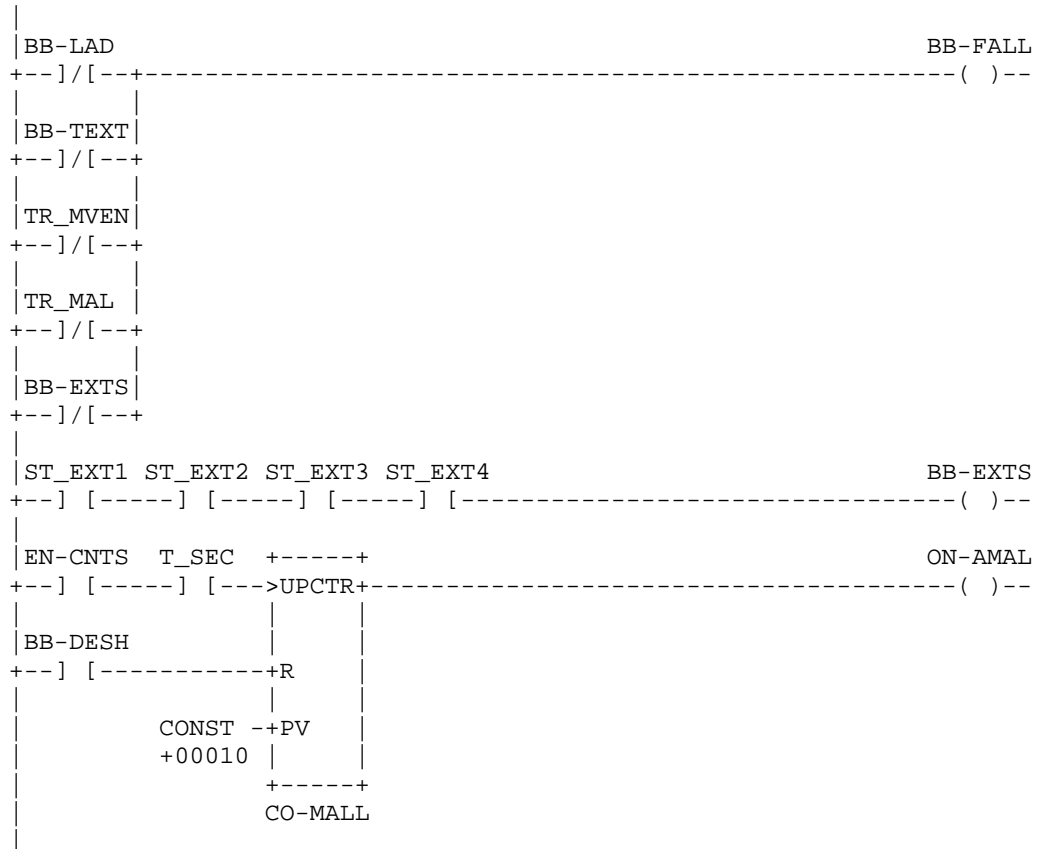 |
|BB-LAD                                                      BB-FALL
+--]/[--+------------------------------------------------------( )--
|       |
|BB-TEXT|
+--]/[--+
|       |
|TR_MVEN|
+--]/[--+
|       |
|TR_MAL |
+--]/[--+
|       |
|BB-EXTS|
+--]/[--+
|
|ST_EXT1 ST_EXT2 ST_EXT3 ST_EXT4                             BB-EXTS
+--] [-----] [-----] [-----] [---------------------------------( )--
|
|EN-CNTS  T_SEC  +-----+                                     ON-AMAL
+--] [-----] [--->UPCTR+---------------------------------------( )--
|                |     |
|BB-DESH         |     |
+--] [-----------+R    |
|                |     |
|         CONST -+PV   |
|         +00010 |     |
|                +-----+
|                CO-MALL
|